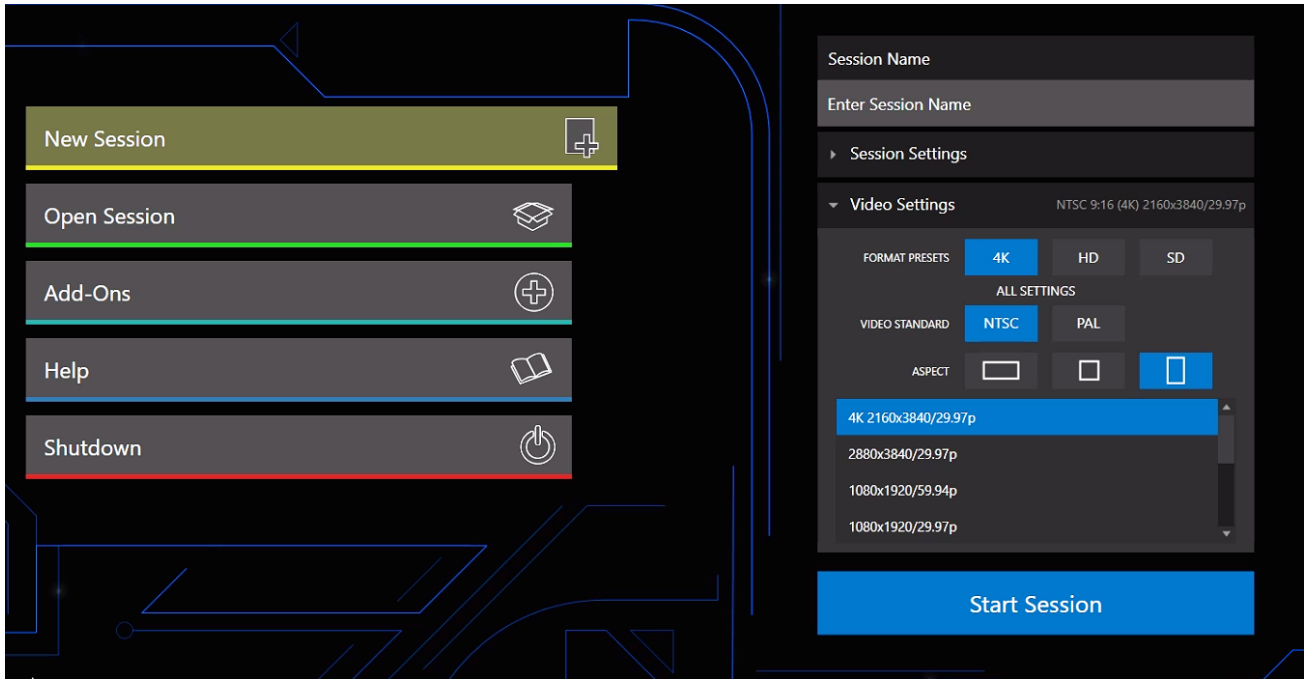 New Session
Open Session
Add-Ons
Help
Shutdown
Session Name
Enter Session Name
Session Settings
Video Settings NTSC 9:16 (4K) 2160x3840/29.97p
FORMAT PRESETS 4K HD SD
ALL SETTINGS
VIDEO STANDARD NTSC PAL
ASPECT
4K 2160x3840/29.97p
2880x3840/29.97p
1080x1920/59.94p
1080x1920/29.97p
Start Session